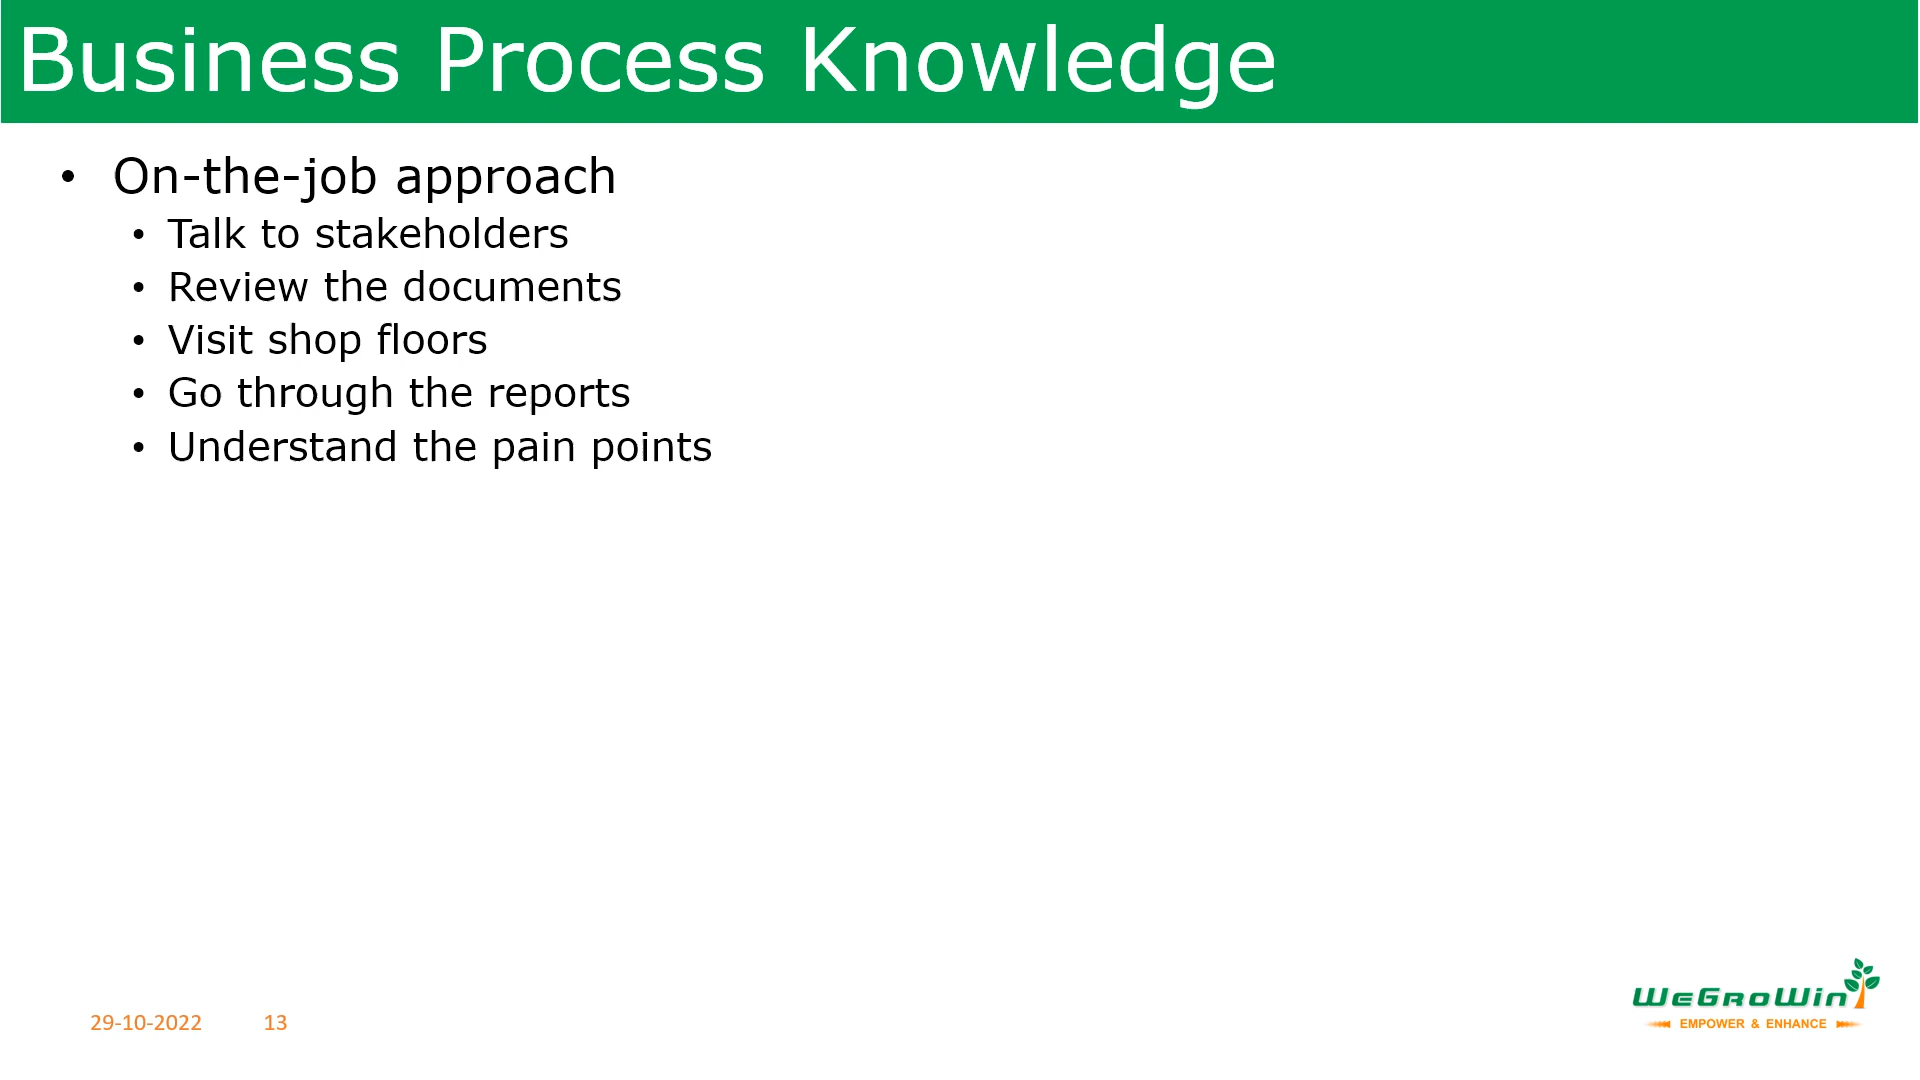 Business Process Knowledge
• On-the-job approach
• Talk to stakeholders
• Review the documents
• Visit shop floors
• Go through the reports
• Understand the pain points
29-10-2022 13
WeGroWin
EMPOWER & ENHANCE